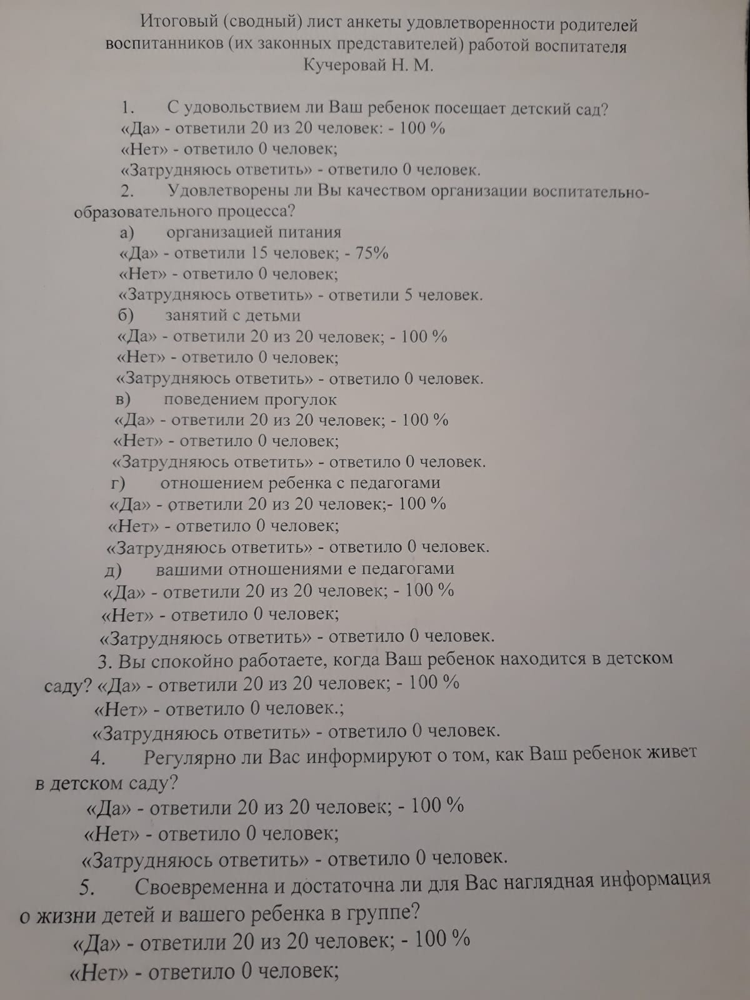 Итоговый (сводный) лист анкеты удовлетворенности родителей
воспитанников (их законных представителей) работой воспитателя
Кучеровай Н. М.
1. С удовольствием ли Ваш ребенок посещает детский сад?
«Да» - ответили 20 из 20 человек: - 100 %
«Нет» - ответило 0 человек;
«Затрудняюсь ответить» - ответило 0 человек.
2. Удовлетворены ли Вы качеством организации воспитательно-
образовательного процесса?
а) организацией питания
«Да» - ответили 15 человек; - 75%
«Нет» - ответило 0 человек;
«Затрудняюсь ответить» - ответили 5 человек.
б) занятий с детьми
«Да» - ответили 20 из 20 человек; - 100 %
«Нет» - ответило 0 человек;
«Затрудняюсь ответить» - ответило 0 человек.
в) поведением прогулок
«Да» - ответили 20 из 20 человек; - 100 %
«Нет» - ответило 0 человек;
«Затрудняюсь ответить» - ответило 0 человек.
г) отношением ребенка с педагогами
«Да» - ответили 20 из 20 человек;- 100 %
«Нет» - ответило 0 человек;
«Затрудняюсь ответить» - ответило 0 человек.
д) вашими отношениями е педагогами
«Да» - ответили 20 из 20 человек; - 100 %
«Нет» - ответило 0 человек;
«Затрудняюсь ответить» - ответило 0 человек.
3. Вы спокойно работаете, когда Ваш ребенок находится в детском
саду? «Да» - ответили 20 из 20 человек; - 100 %
«Нет» - ответило 0 человек.;
«Затрудняюсь ответить» - ответило 0 человек.
4. Регулярно ли Вас информируют о том, как Ваш ребенок живет
в детском саду?
«Да» - ответили 20 из 20 человек; - 100 %
«Нет» - ответило 0 человек;
«Затрудняюсь ответить» - ответило 0 человек.
5. Своевременна и достаточна ли для Вас наглядная информация
о жизни детей и вашего ребенка в группе?
«Да» - ответили 20 из 20 человек; - 100 %
«Нет» - ответило 0 человек;